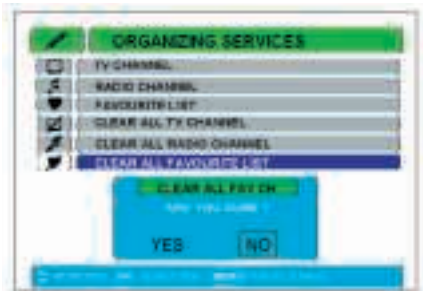 ORGANIZING SERVICES
TV CHANNEL
RADIO CHANNEL
FAVOURITE LIST
CLEAR ALL TV CHANNEL
CLEAR ALL RADIO CHANNEL
CLEAR ALL FAVOURITE LIST
CLEAR ALL FAV CH
ARE YOU SURE ?
YES NO